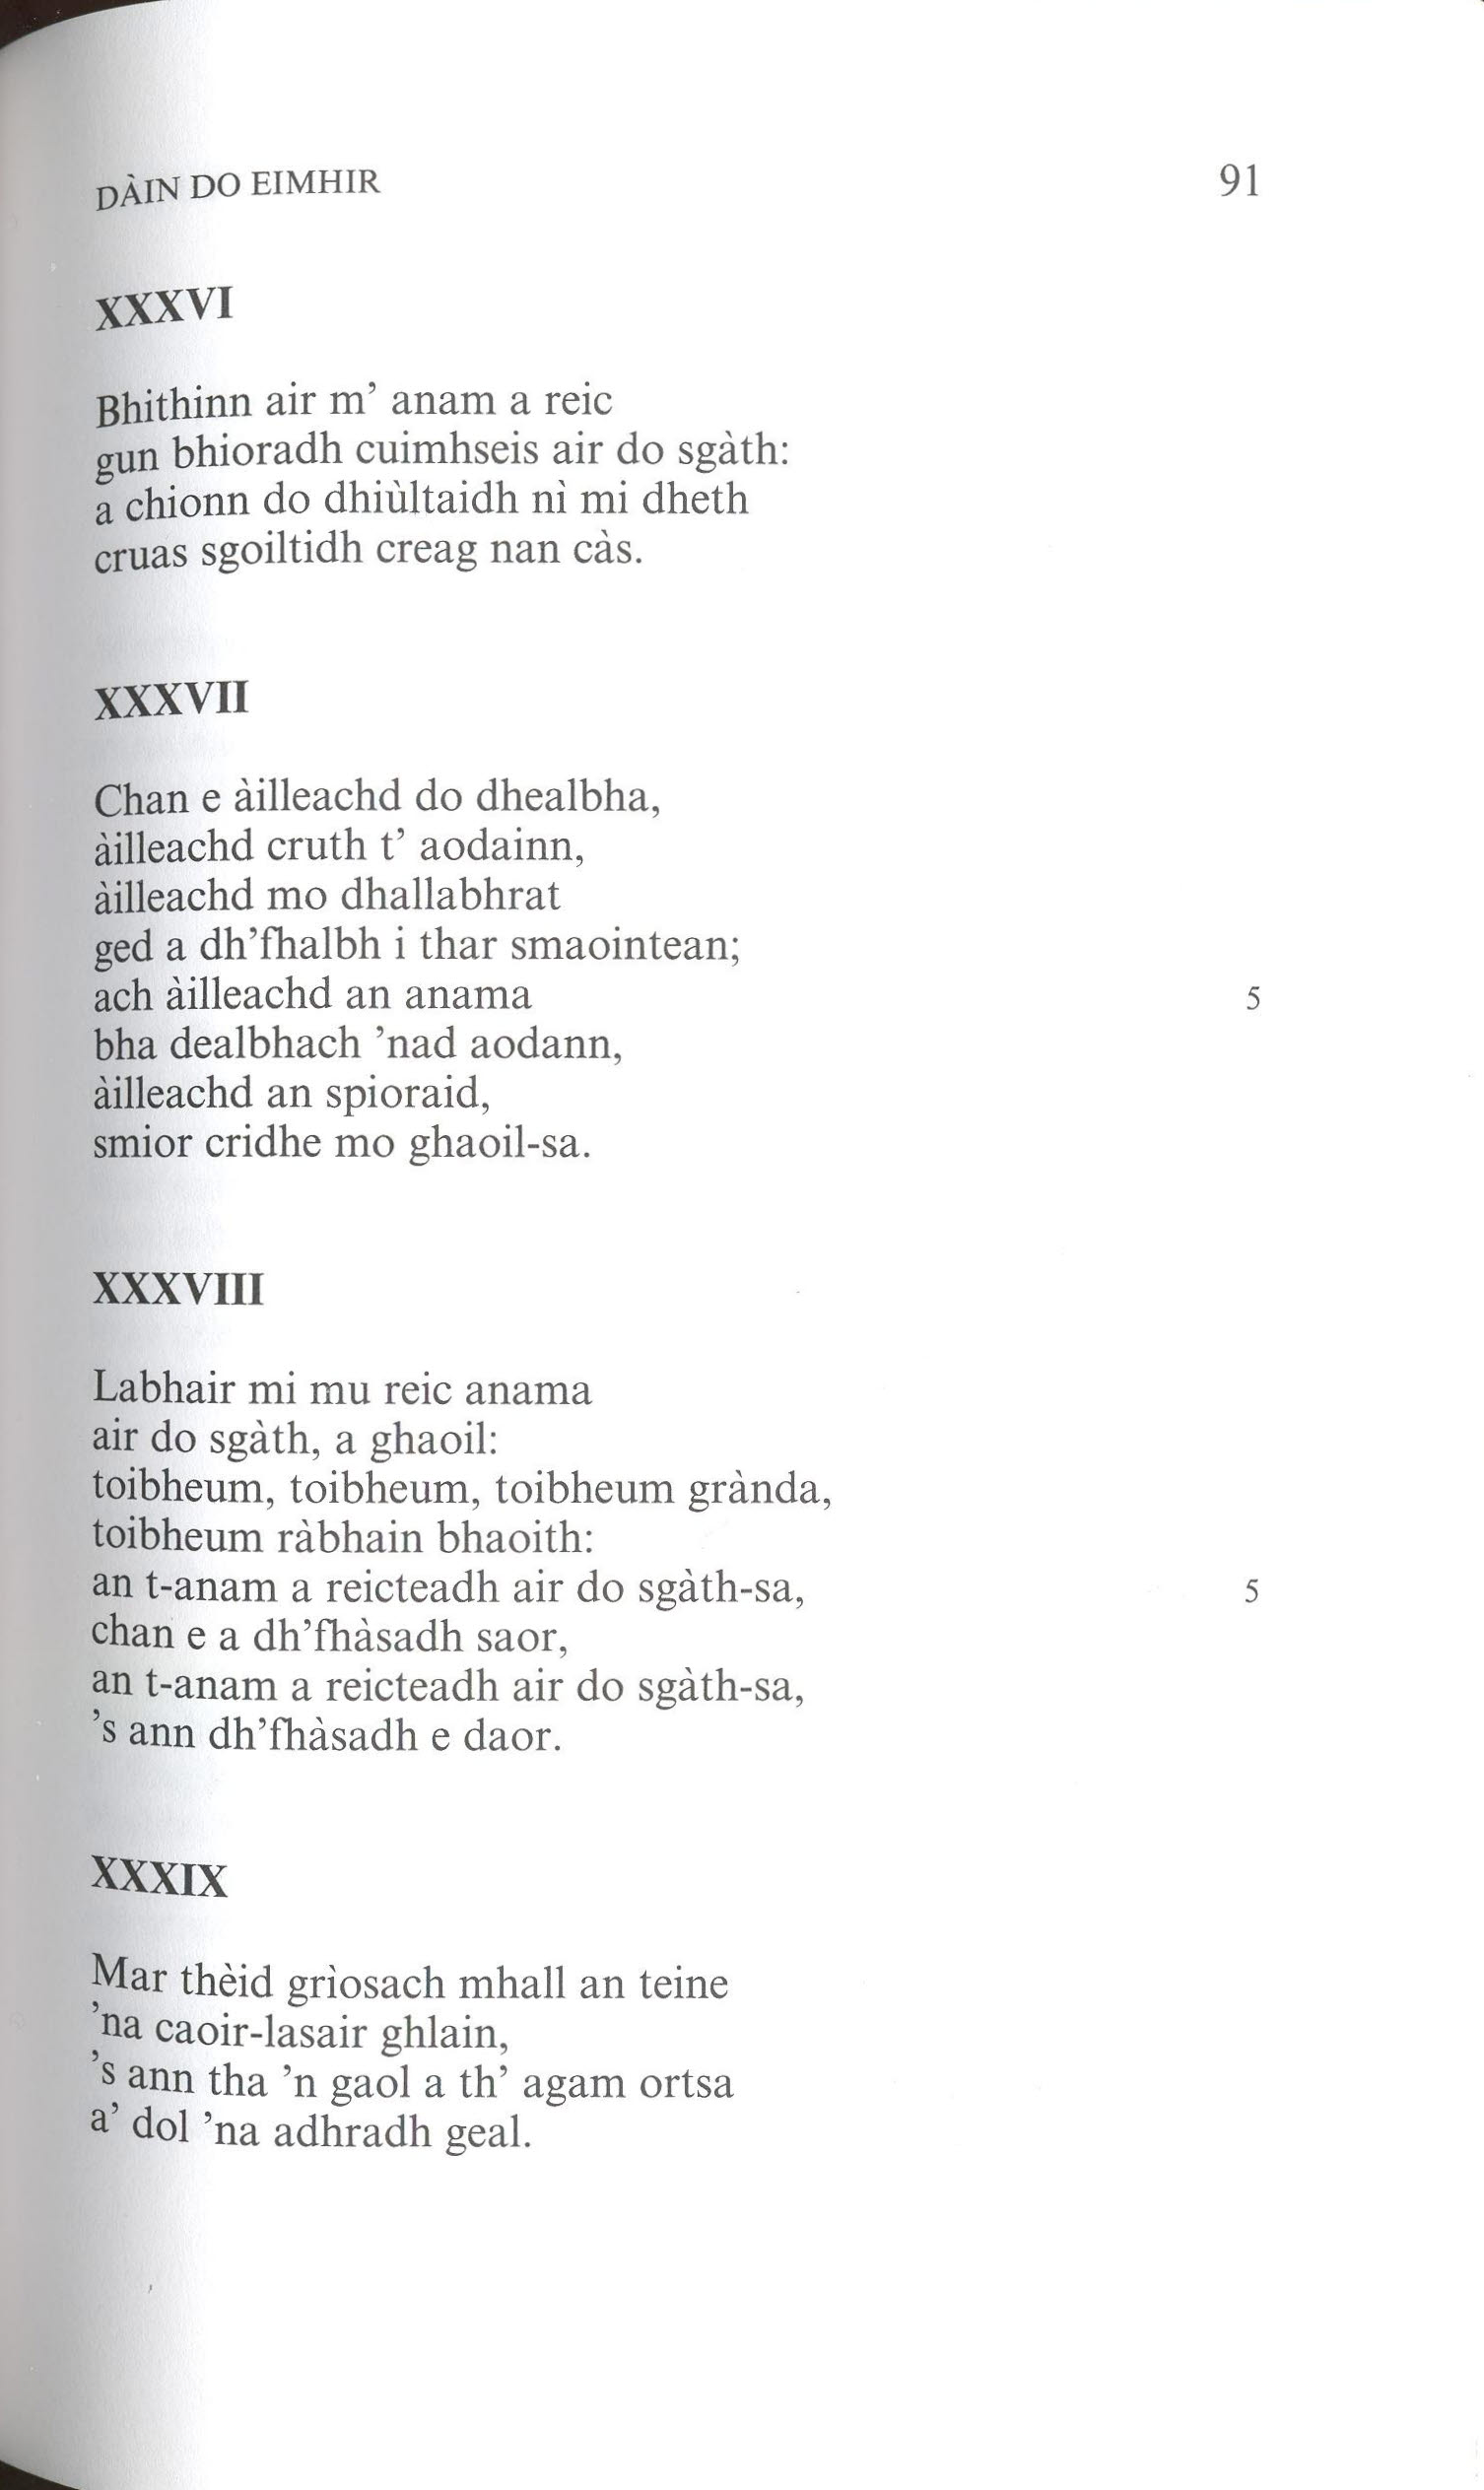 DÀIN DO EIMHIR 91
XXXVI
Bhithinn air m’ anam a reic
gun bhioradh cuimhseis air do sgàth:
a chionn do dhiùltaidh nì mi dheth
cruas sgoiltidh creag nan càs.
XXXVII
Chan e àilleachd do dhealbha,
àilleachd cruth t’ aodainn,
àilleachd mo dhallabhrat
ged a dh’fhalbh i thar smaointean;
ach àilleachd an anama 5
bha dealbhach ’nad aodann,
àilleachd an spioraid,
smior cridhe mo ghaoil-sa.
XXXVIII
Labhair mi mu reic anama
air do sgàth, a ghaoil:
toibheum, toibheum, toibheum grànda,
toibheum ràbhain bhaoith:
an t-anam a reicteadh air do sgàth-sa, 5
chan e a dh’fhàsadh saor,
an t-anam a reicteadh air do sgàth-sa,
’s ann dh’fhàsadh e daor.
XXXIX
Mar thèid grìosach mhall an teine
’na caoir-lasair ghlain,
’s ann tha ’n gaol a th’ agam ortsa
a’ dol ’na adhradh geal.